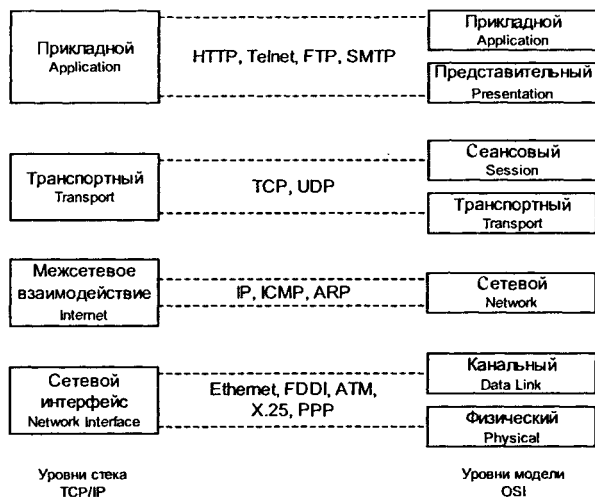 Прикладной
Application
HTTP, Telnet, FTP, SMTP
Прикладной
Application
Представительный
Presentation
Транспортный
Transport
TCP, UDP
Сеансовый
Session
Транспортный
Transport
Межсетевое
взаимодействие
Internet
IP, ICMP, ARP
Сетевой
Network
Сетевой
интерфейс
Network Interface
Ethernet, FDDI, ATM,
X.25, PPP
Канальный
Data Link
Физический
Physical
Уровни стека
TCP/IP
Уровни модели
OSI